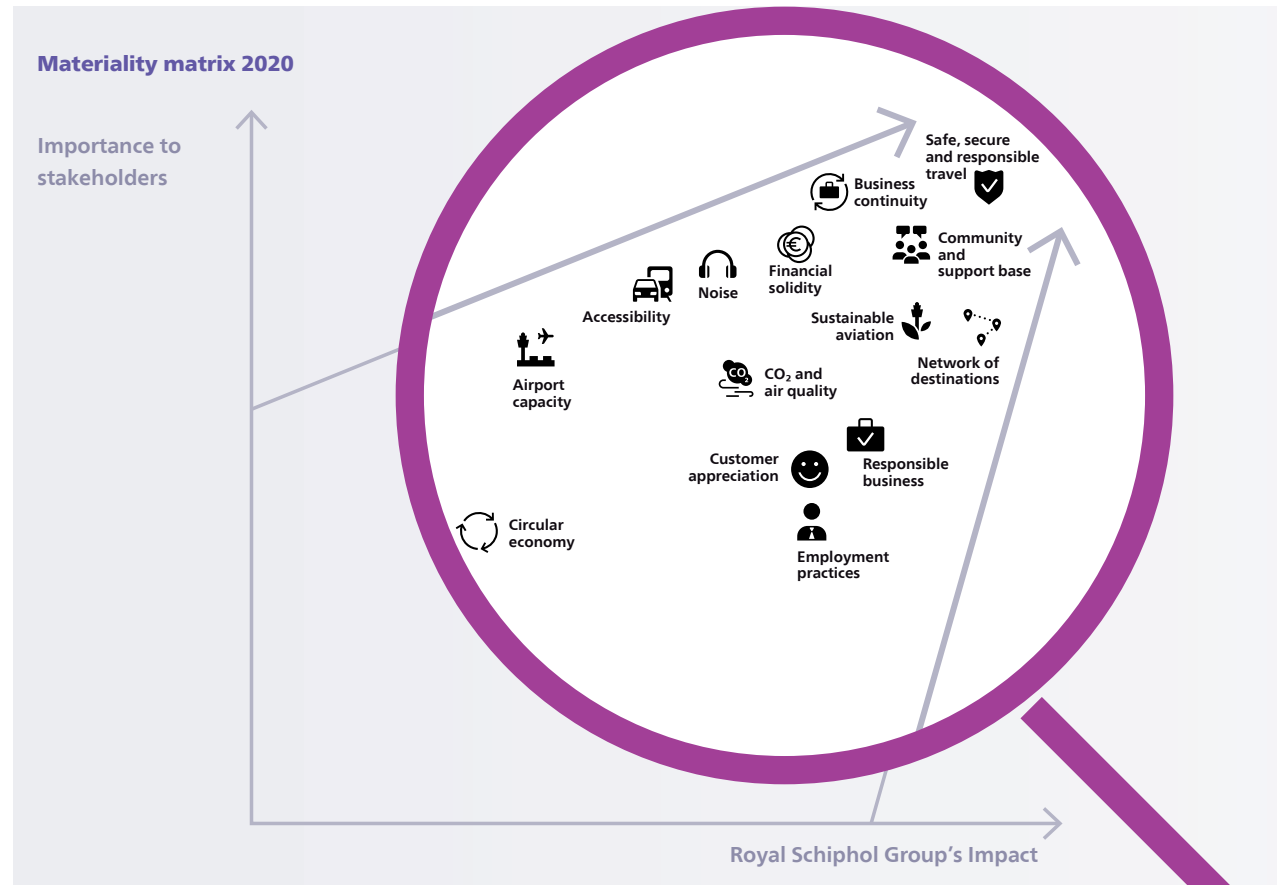 Materiality matrix 2020
Importance to
stakeholders
Safe, secure
and responsible
travel
Business
continuity
Community
and
support base
Financial
solidity
Noise
Accessibility
Sustainable
aviation
Network of
destinations
Airport
capacity
CO₂
CO₂ and
air quality
Customer
appreciation
Responsible
business
Circular
economy
Employment
practices
Royal Schiphol Group’s Impact